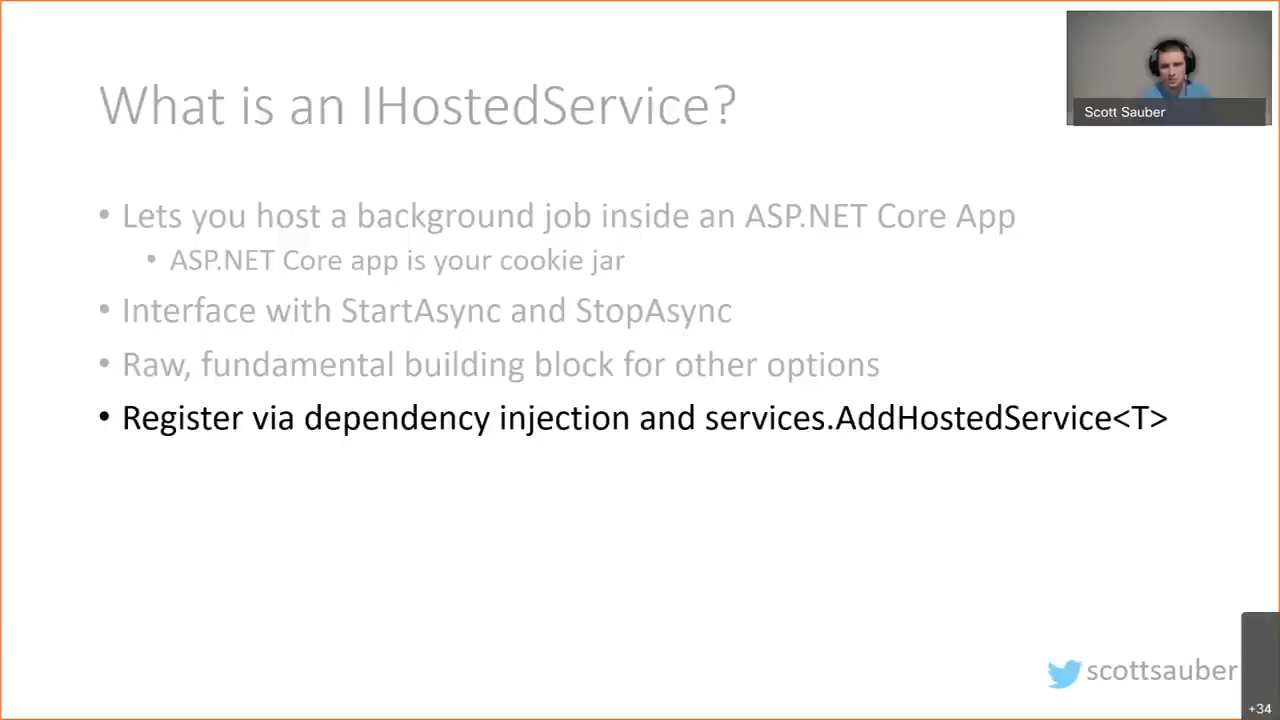 What is an IHostedService?
Scott Sauber
• Lets you host a background job inside an ASP.NET Core App
• ASP.NET Core app is your cookie jar
• Interface with StartAsync and StopAsync
• Raw, fundamental building block for other options
• Register via dependency injection and services.AddHostedService<T>
scottsauber
+34